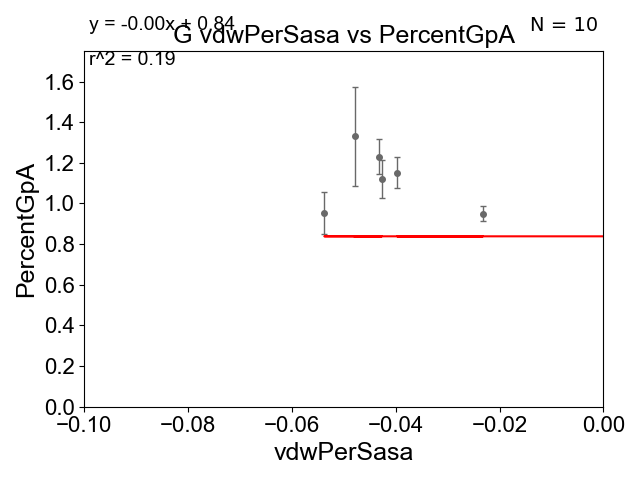 y = -0.00x + 0.84
N = 10
G vdwPerSasa vs PercentGpA
r^2 = 0.19
PercentGpA
1.6
1.4
1.2
1.0
0.8
0.6
0.4
0.2
0.0
−0.10 −0.08 −0.06 −0.04 −0.02 0.00
vdwPerSasa